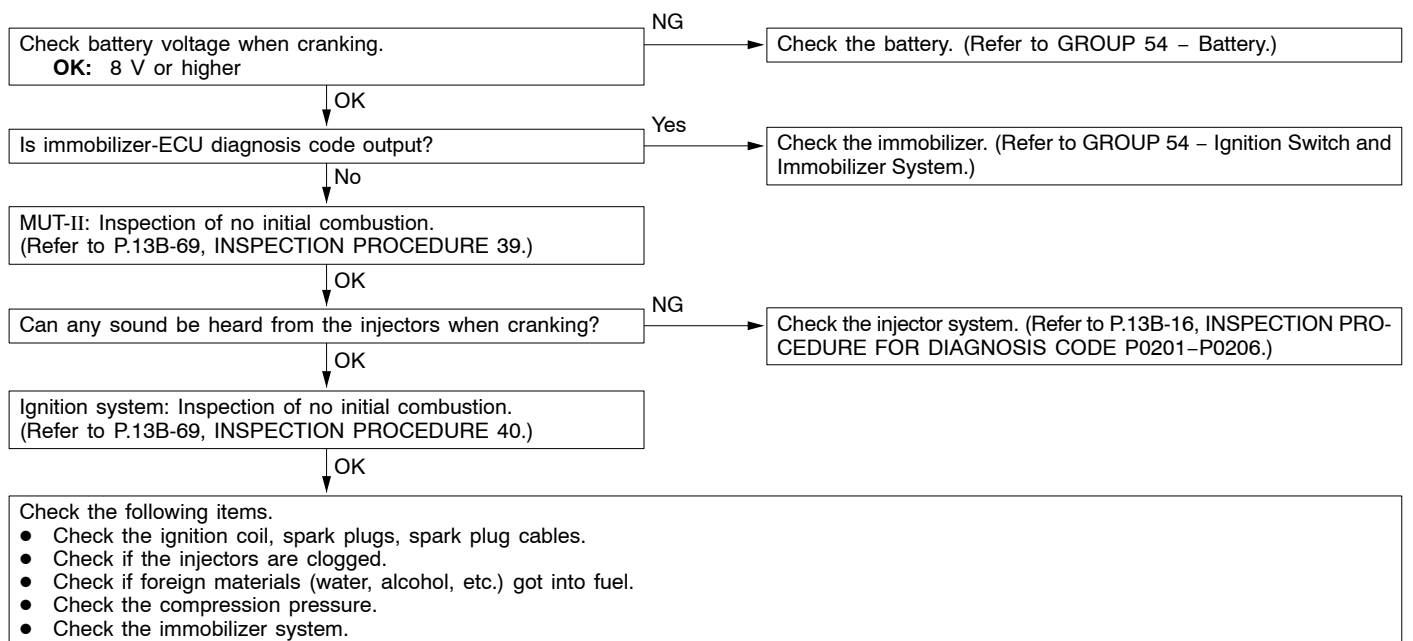 Check battery voltage when cranking.
OK: 8 V or higher
NG
Check the battery. (Refer to GROUP 54 – Battery.)
OK
Is immobilizer-ECU diagnosis code output?
Yes
Check the immobilizer. (Refer to GROUP 54 – Ignition Switch and
Immobilizer System.)
No
MUT-II: Inspection of no initial combustion.
(Refer to P.13B-69, INSPECTION PROCEDURE 39.)
OK
Can any sound be heard from the injectors when cranking?
NG
Check the injector system. (Refer to P.13B-16, INSPECTION PRO-
CEDURE FOR DIAGNOSIS CODE P0201–P0206.)
OK
Ignition system: Inspection of no initial combustion.
(Refer to P.13B-69, INSPECTION PROCEDURE 40.)
OK
Check the following items.
● Check the ignition coil, spark plugs, spark plug cables.
● Check if the injectors are clogged.
● Check if foreign materials (water, alcohol, etc.) got into fuel.
● Check the compression pressure.
● Check the immobilizer system.